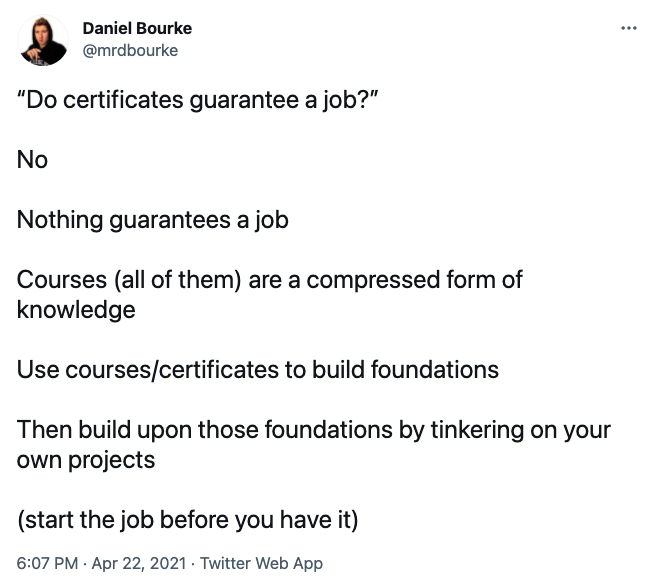 Daniel Bourke
@mrdbourke
“Do certificates guarantee a job?”
No
Nothing guarantees a job
Courses (all of them) are a compressed form of
knowledge
Use courses/certificates to build foundations
Then build upon those foundations by tinkering on your
own projects
(start the job before you have it)
6:07 PM · Apr 22, 2021 · Twitter Web App